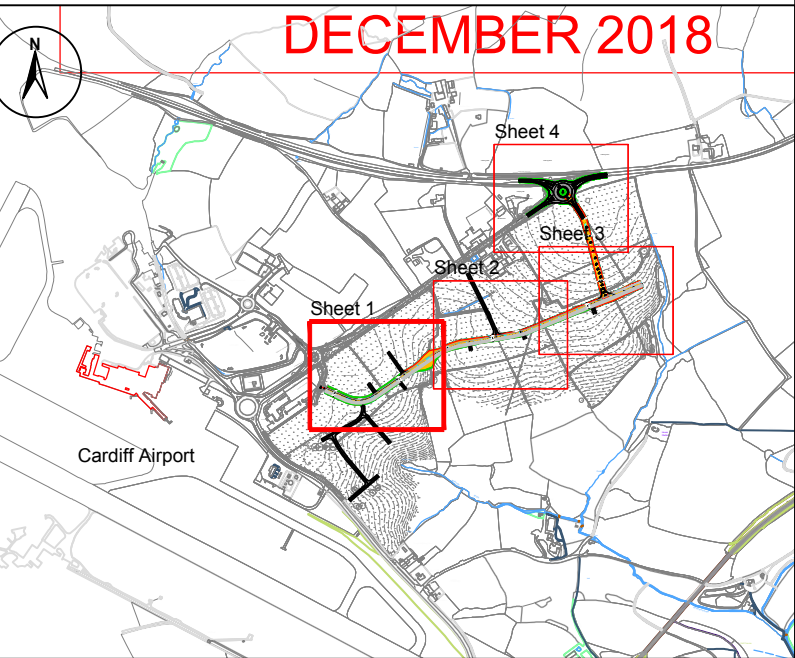 DECEMBER 2018
N
Sheet 4
Sheet 3
Sheet 2
Sheet 1
Cardiff Airport